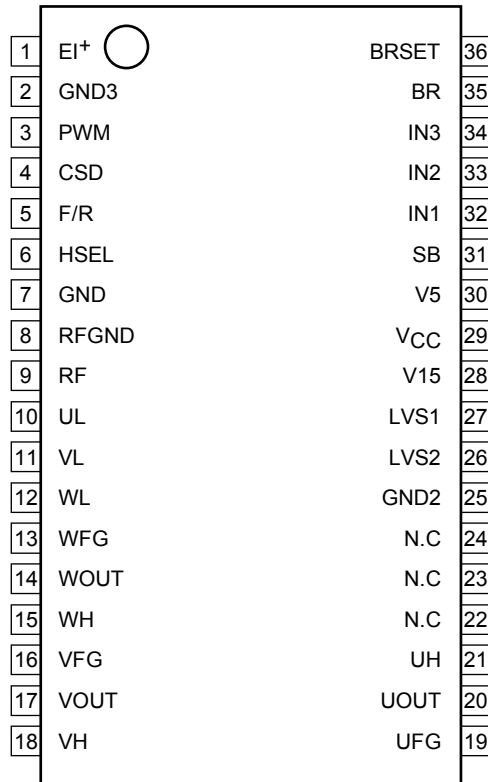 1 EI+ BRSET 36
2 GND3 BR 35
3 PWM IN3 34
4 CSD IN2 33
5 F/R IN1 32
6 HSEL SB 31
7 GND V5 30
8 RFGND VCC 29
9 RF V15 28
10 UL LVS1 27
11 VL LVS2 26
12 WL GND2 25
13 WFG N.C 24
14 WOUT N.C 23
15 WH N.C 22
16 VFG UH 21
17 VOUT UOUT 20
18 VH UFG 19